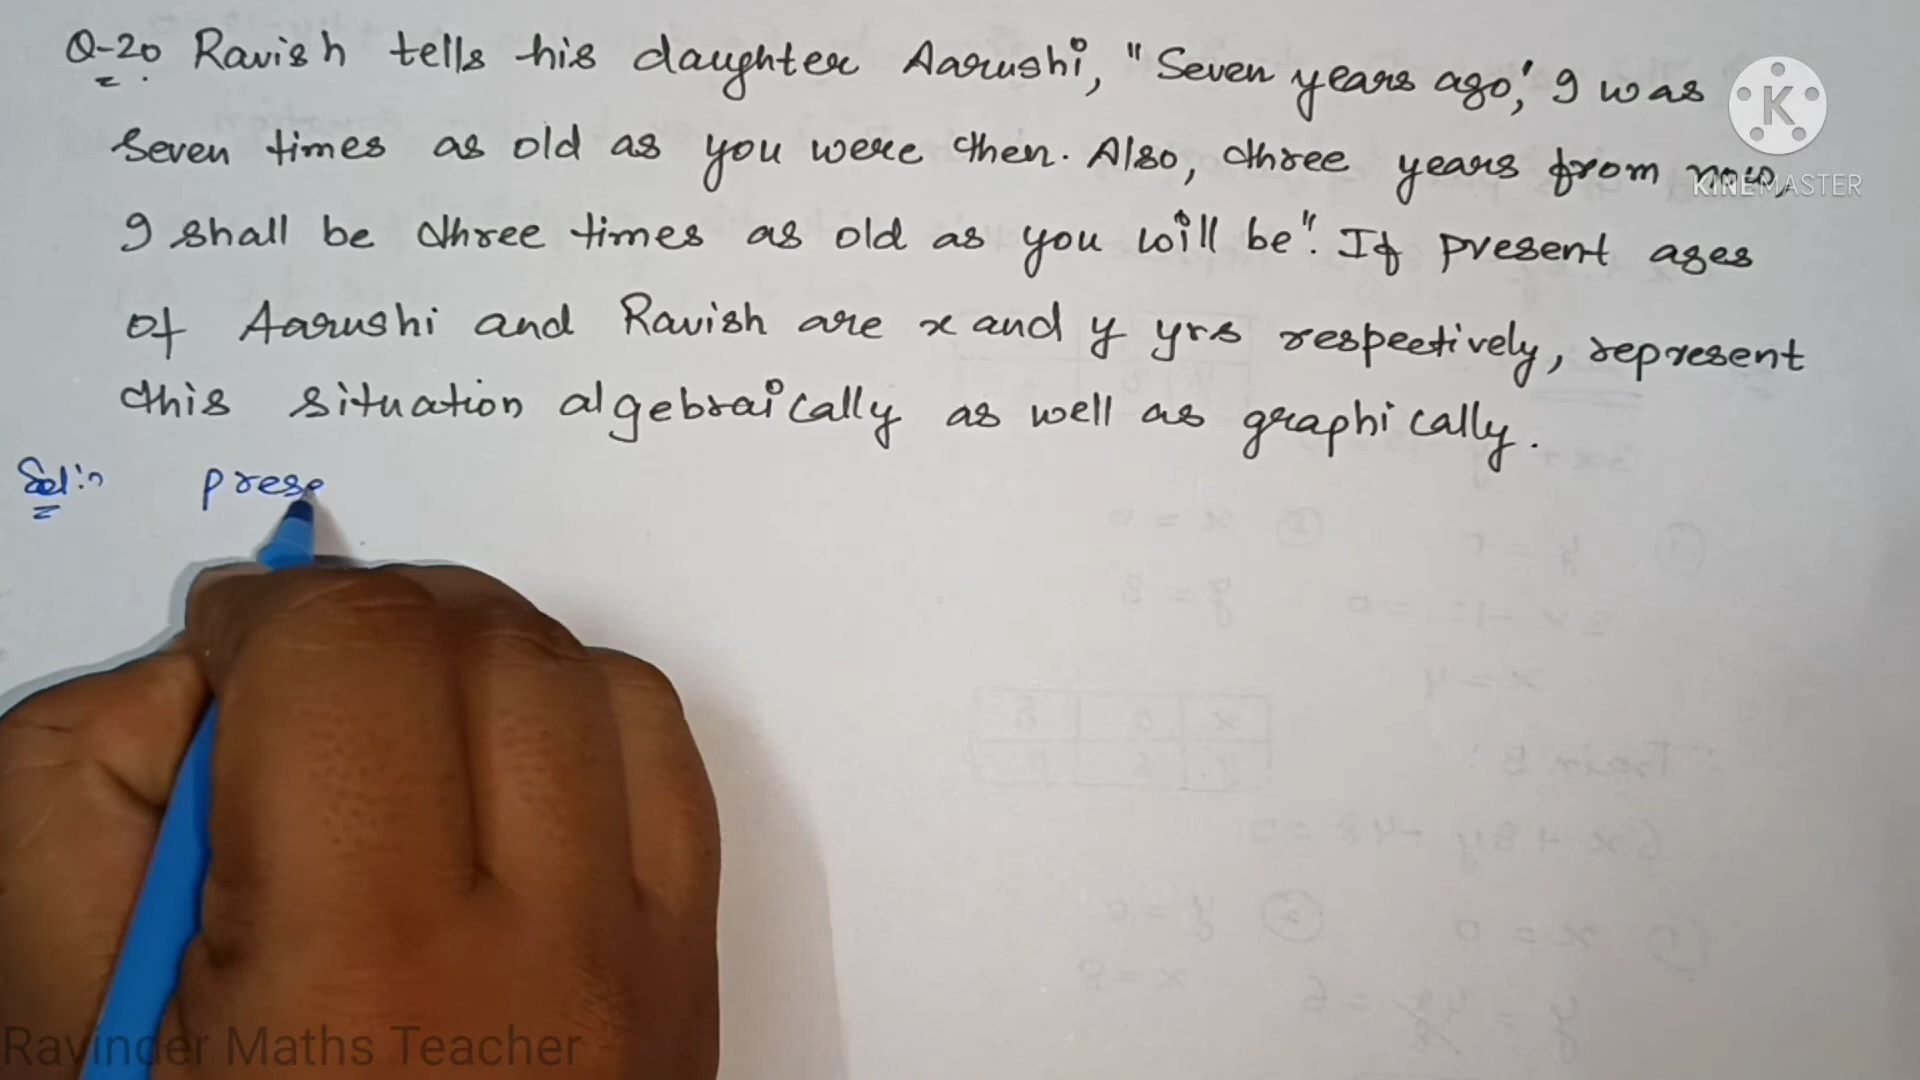 Q-20 Ravish tells his daughter Aarushi, "Seven years ago,' I was
seven times as old as you were then. Also, three years from now,
I shall be three times as old as you will be". If present ages
of Aarushi and Ravish are x and y yrs respectively, represent
this situation algebraically as well as graphically.
Sol:n prese
K
KINEMASTER
Ravinder Maths Teacher